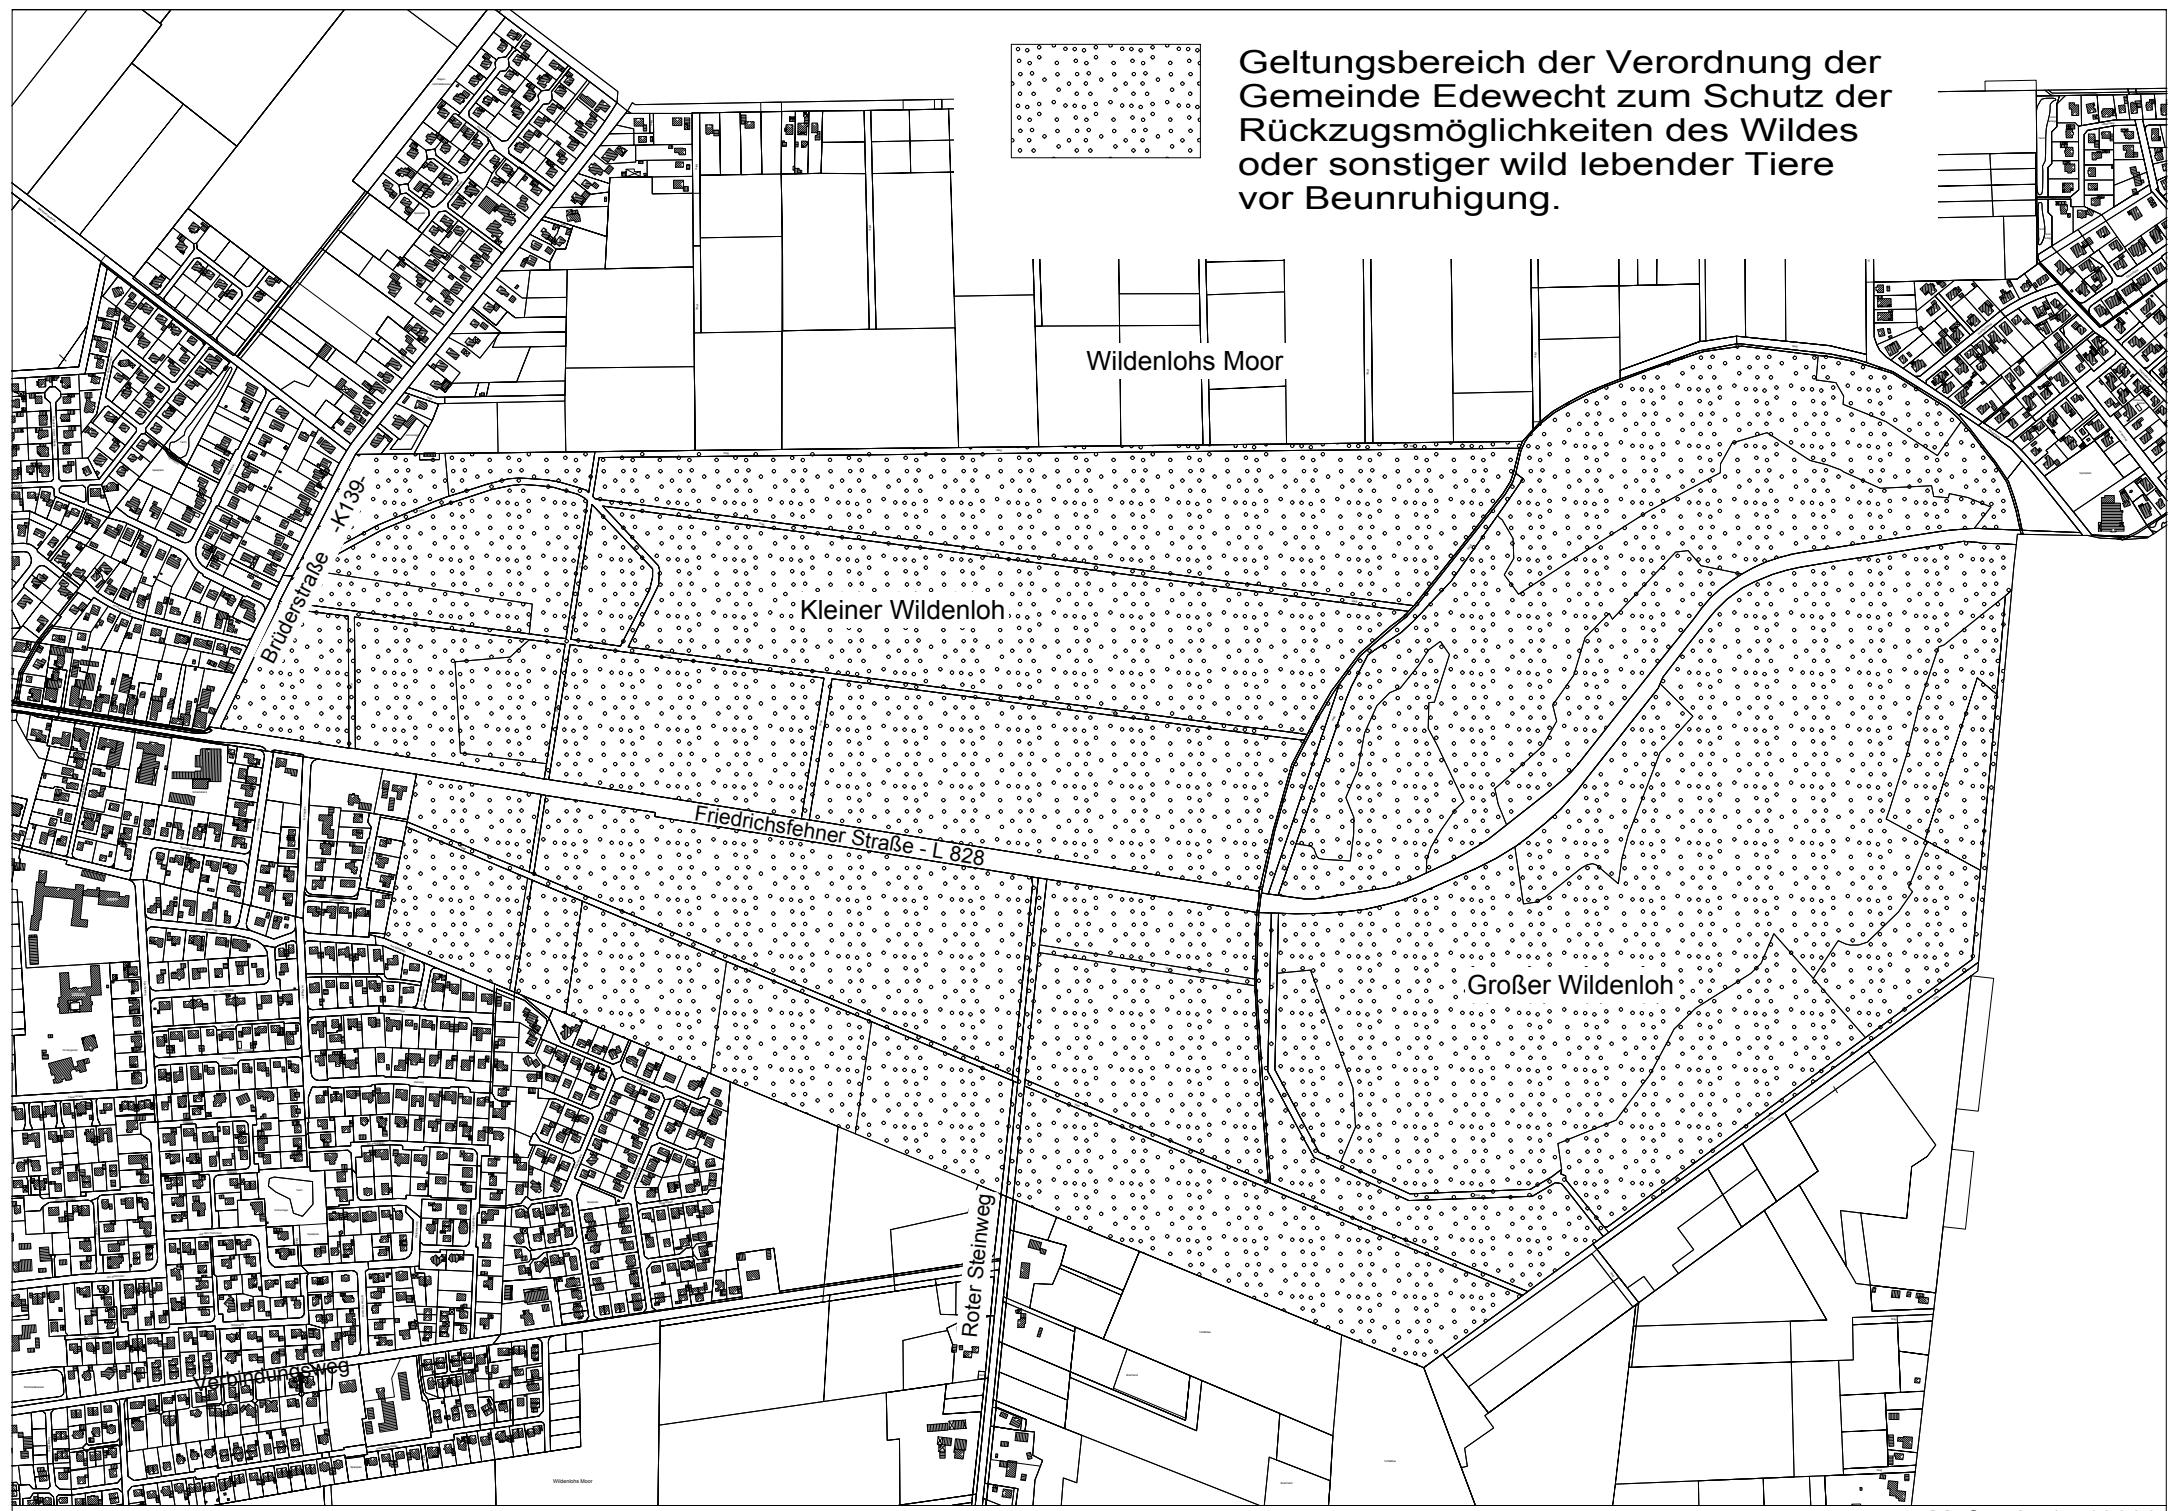 Geltungsbereich der Verordnung der
Gemeinde Edewecht zum Schutz der
Rückzugsmöglichkeiten des Wildes
oder sonstiger wild lebender Tiere
vor Beunruhigung.
Wildenlohs Moor
Brüderstraße -K139-
Kleiner Wildenloh
Friedrichsfehner Straße - L 828
Großer Wildenloh
Roter Steinweg
Verbindungsweg
Wildenlohs Moor